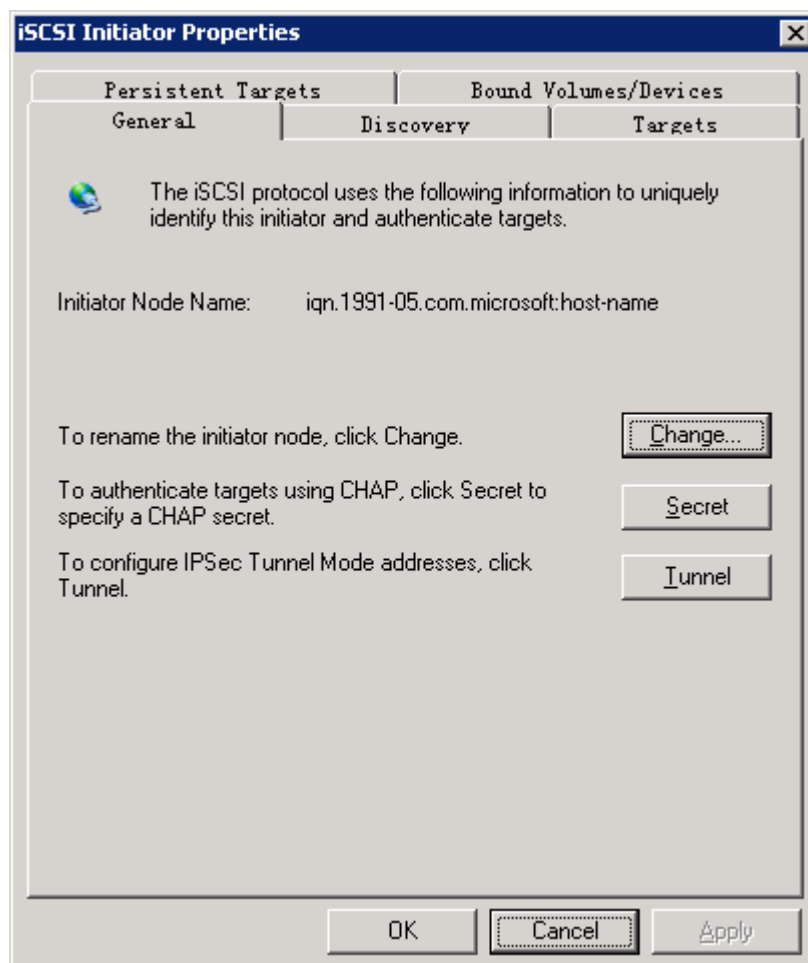 iSCSI Initiator Properties
Persistent Targets
Bound Volumes/Devices
General
Discovery
Targets
The iSCSI protocol uses the following information to uniquely
identify this initiator and authenticate targets.
Initiator Node Name: iqn.1991-05.com.microsoft:host-name
To rename the initiator node, click Change.
Change...
To authenticate targets using CHAP, click Secret to
specify a CHAP secret.
Secret
To configure IPSec Tunnel Mode addresses, click
Tunnel.
Tunnel
OK
Cancel
Apply